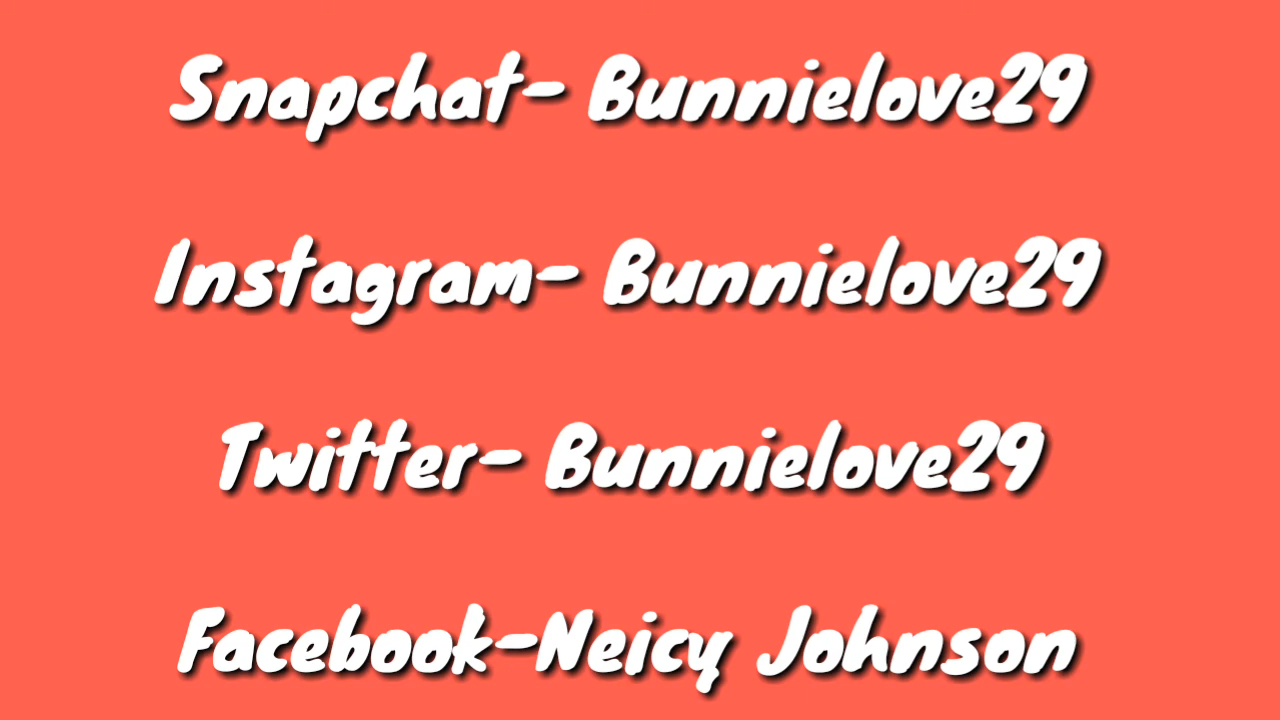 Snapchat- Bunnielove29
Instagram- Bunnielove29
Twitter- Bunnielove29
Facebook-Neicy Johnson